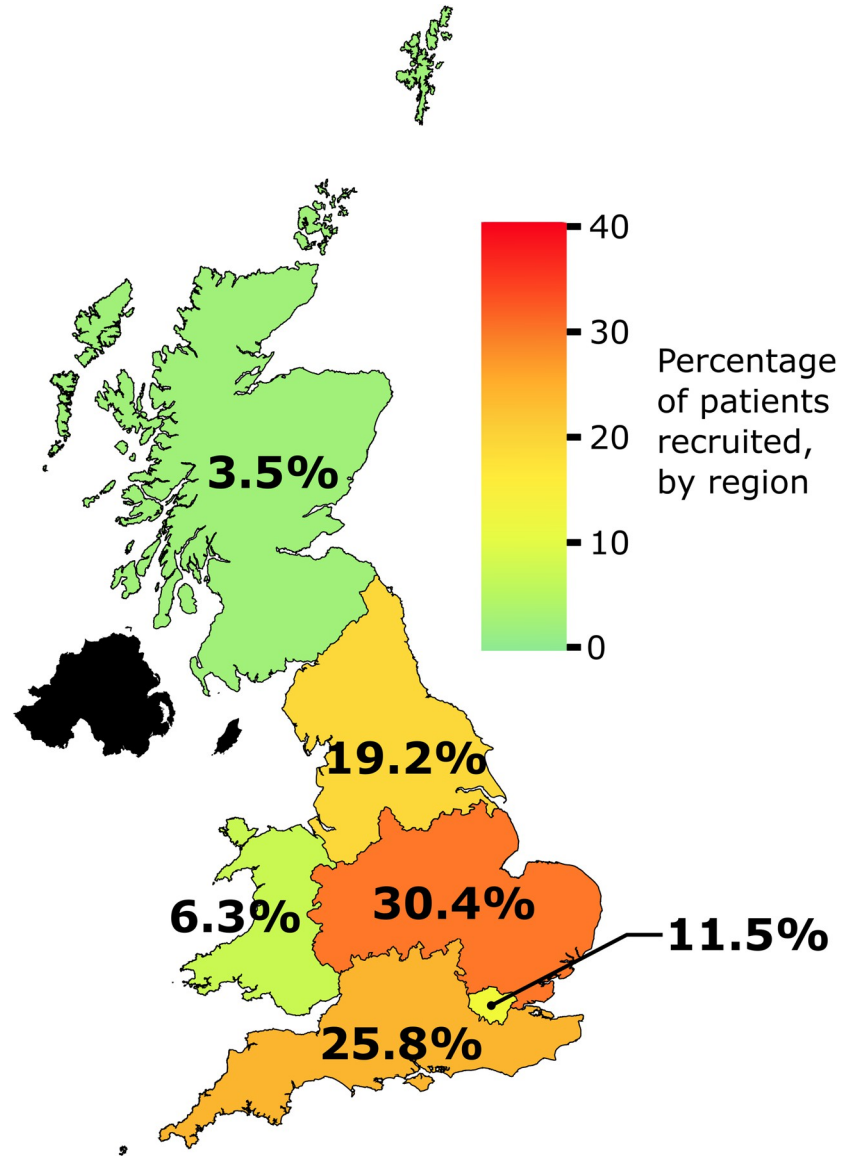 40
30
20
10
0
Percentage
of patients
recruited,
by region
3.5%
19.2%
6.3%
30.4%
11.5%
25.8%